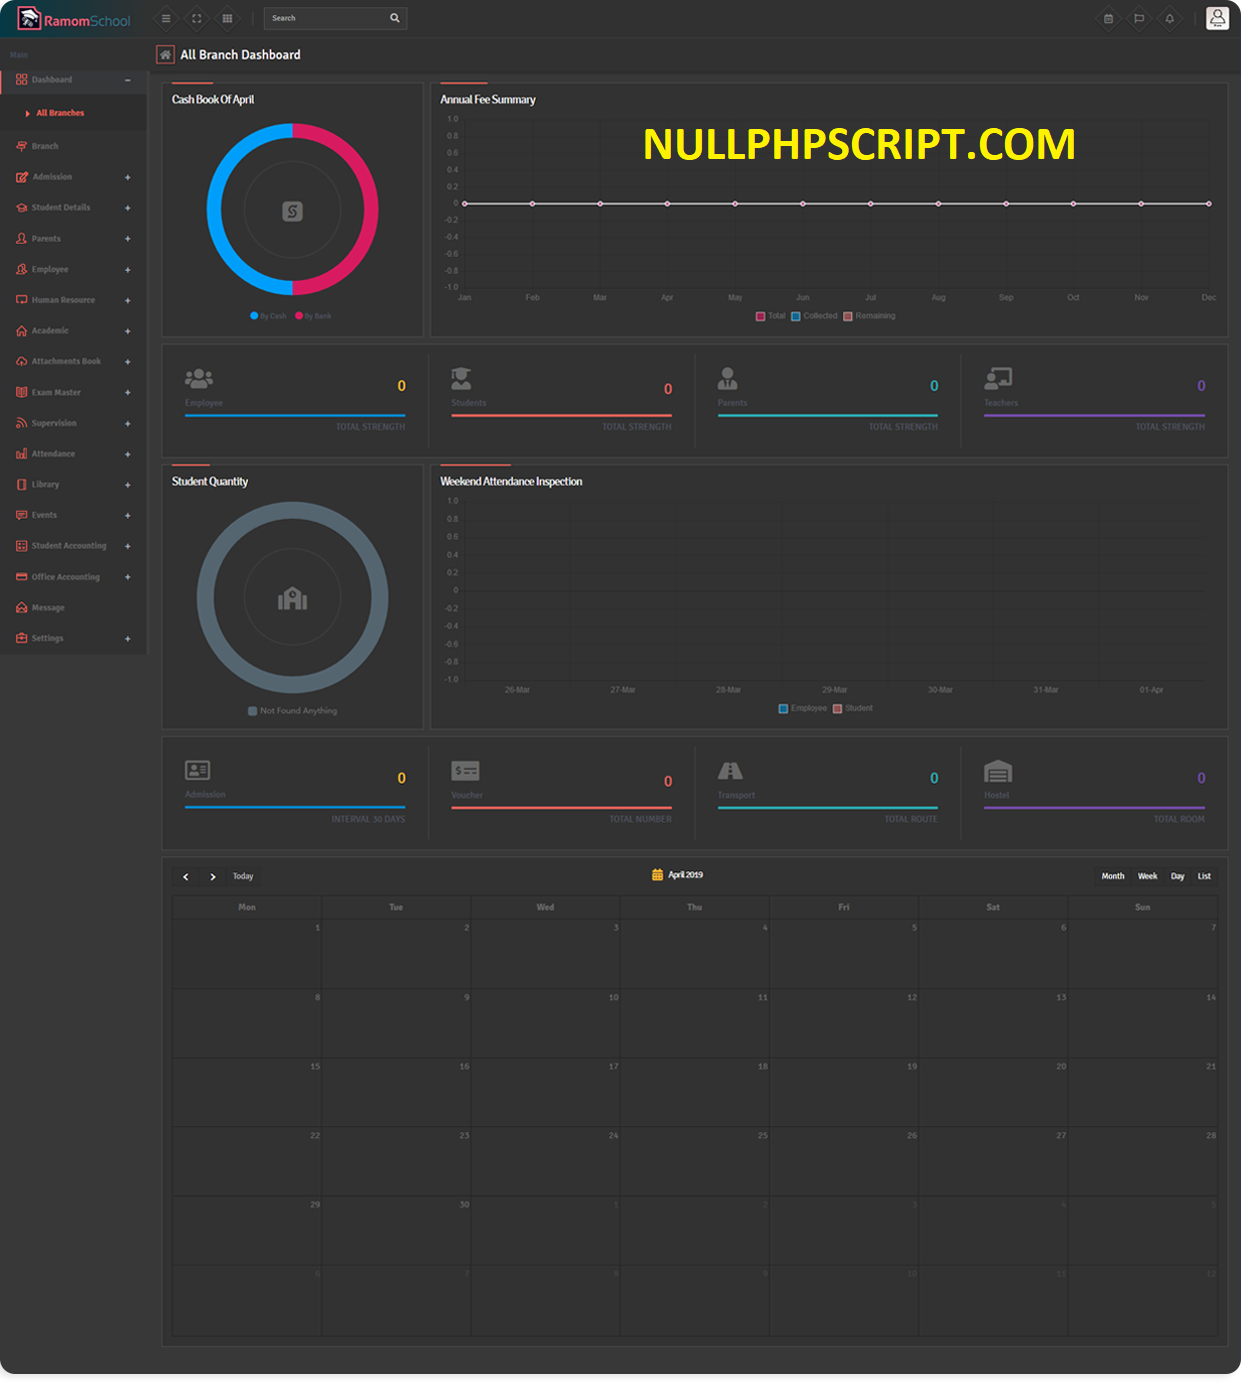 RamomSchool
Search
Main
All Branch Dashboard
Dashboard
All Branches
Branch
Admission
Student Details
Parents
Employee
Human Resource
Academic
Attachments Book
Exam Master
Supervision
Attendance
Library
Events
Student Accounting
Office Accounting
Message
Settings
Cash Book Of April
By Cash By Bank
Annual Fee Summary
NULLPHPSCRIPT.COM
1.0
0.8
0.6
0.4
0.2
0
-0.2
-0.4
-0.6
-0.8
-1.0
Jan Feb Mar Apr May Jun Jul Aug Sep Oct Nov Dec
Total Collected Remaining
0 0 0 0
Employee Students Parents Teachers
TOTAL STRENGTH TOTAL STRENGTH TOTAL STRENGTH TOTAL STRENGTH
Student Quantity
Not Found Anything
Weekend Attendance Inspection
1.0
0.8
0.6
0.4
0.2
0
-0.2
-0.4
-0.6
-0.8
-1.0
26-Mar 27-Mar 28-Mar 29-Mar 30-Mar 31-Mar 01-Apr
Employee Student
0 0 0 0
Admission Voucher Transport Hostel
INTERVAL 30 DAYS TOTAL NUMBER TOTAL ROUTE TOTAL ROOM
Today April 2019 Month Week Day List
Mon Tue Wed Thu Fri Sat Sun
1 2 3 4 5 6 7
8 9 10 11 12 13 14
15 16 17 18 19 20 21
22 23 24 25 26 27 28
29 30 1 2 3 4 5
6 7 8 9 10 11 12